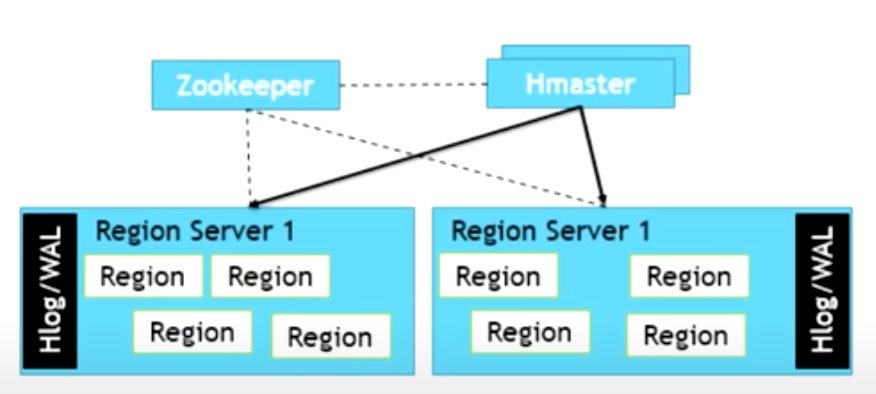 Zookeeper
Hmaster
Hlog/WAL
Region Server 1
Region
Region
Region
Region
Region Server 1
Region
Region
Region
Region
Hlog/WAL